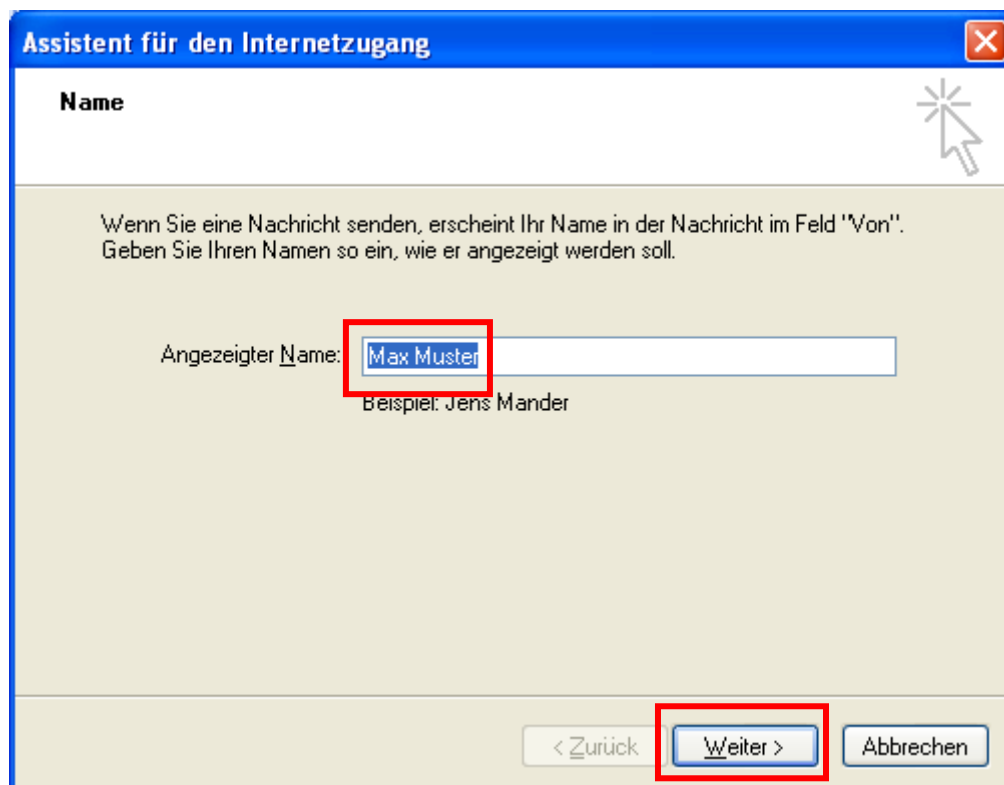 Assistent für den Internetzugang
Name
Wenn Sie eine Nachricht senden, erscheint Ihr Name in der Nachricht im Feld "Von".
Geben Sie Ihren Namen so ein, wie er angezeigt werden soll.
Angezeigter Name: Max Muster
Beispiel: Jens Mander
< Zurück Weiter > Abbrechen